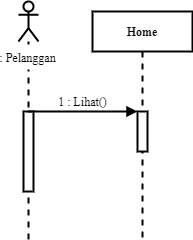 Home
: Pelanggan
1 : Lihat()